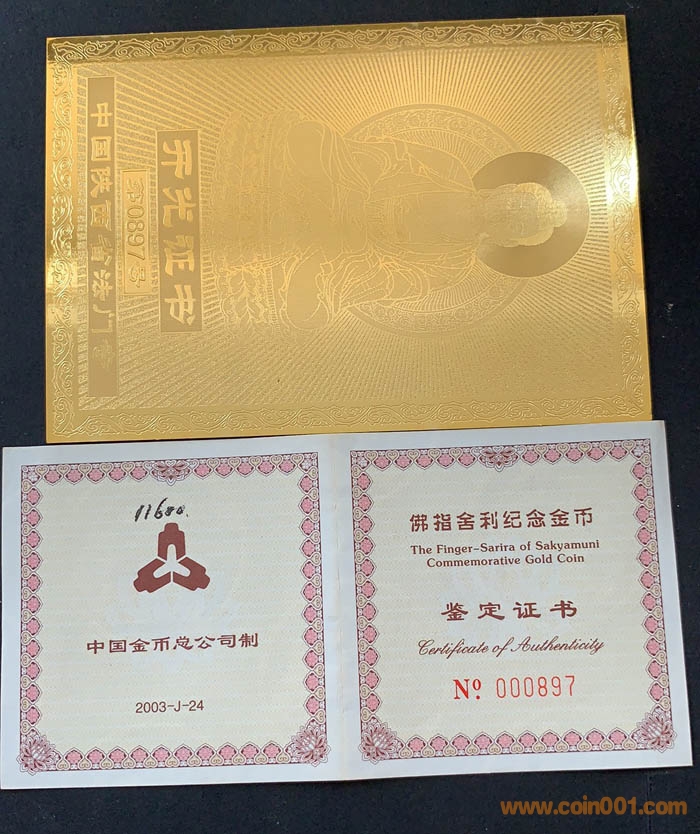 开光证书
字0897号
中国陕西省法门寺
11600.
中国金币总公司制
2003-J-24
佛指舍利纪念金币
The Finger-Sarira of Sakyamuni
Commemorative Gold Coin
鉴定证书
Certificate of Authenticity
№ 000897
www.coin001.com